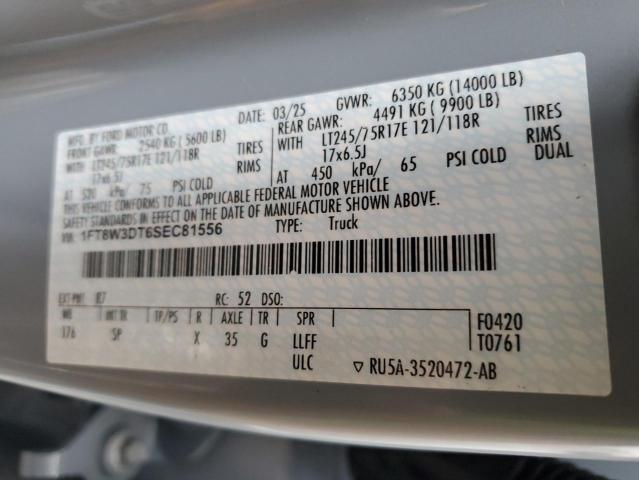 MFD. BY FORD MOTOR CO. DATE: 03/25 GVWR: 6350 KG (14000 LB)
FRONT GAWR: 2540 KG (5600 LB) REAR GAWR: 4491 KG (9900 LB)
WITH LT245/75R17E 121/118R TIRES WITH LT245/75R17E 121/118R TIRES
17x6.5J RIMS 17x6.5J RIMS
AT 520 kPa/ 75 PSI COLD AT 450 kPa/ 65 PSI COLD DUAL
THIS VEHICLE CONFORMS TO ALL APPLICABLE FEDERAL MOTOR VEHICLE
SAFETY STANDARDS IN EFFECT ON THE DATE OF MANUFACTURE SHOWN ABOVE.
VIN: 1FT8W3DT6SEC81556 TYPE: Truck
EXT PNT: B7 RC: 52 DSO:
WB INT TR TP/PS R AXLE TR SPR F0420
176 SP X 35 G LLFF T0761
ULC ▽ RU5A-3520472-AB